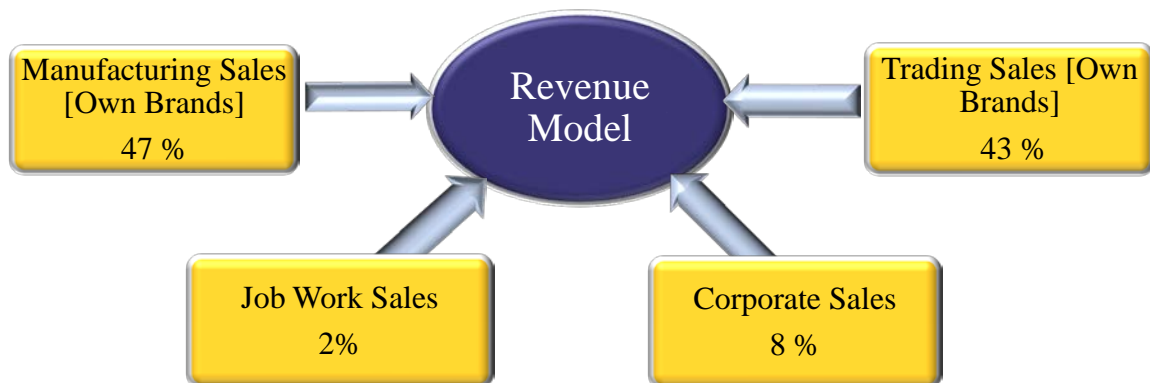 Manufacturing Sales
[Own Brands]
47 %
Revenue
Model
Trading Sales [Own
Brands]
43 %
Job Work Sales
2%
Corporate Sales
8 %